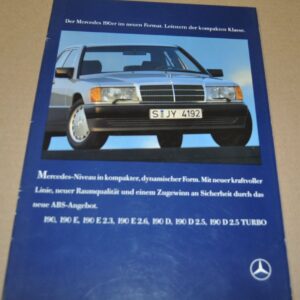 Der Mercedes 190er im neuen Format. Leitstern der kompakten Klasse.
S JY 4192
Mercedes-Niveau in kompakter, dynamischer Form. Mit neuer kraftvoller
Linie, neuer Raumqualität und einem Zugewinn an Sicherheit durch das
neue ABS-Angebot.
190, 190 E, 190 E 2.3, 190 E 2.6, 190 D, 190 D 2.5, 190 D 2.5 TURBO